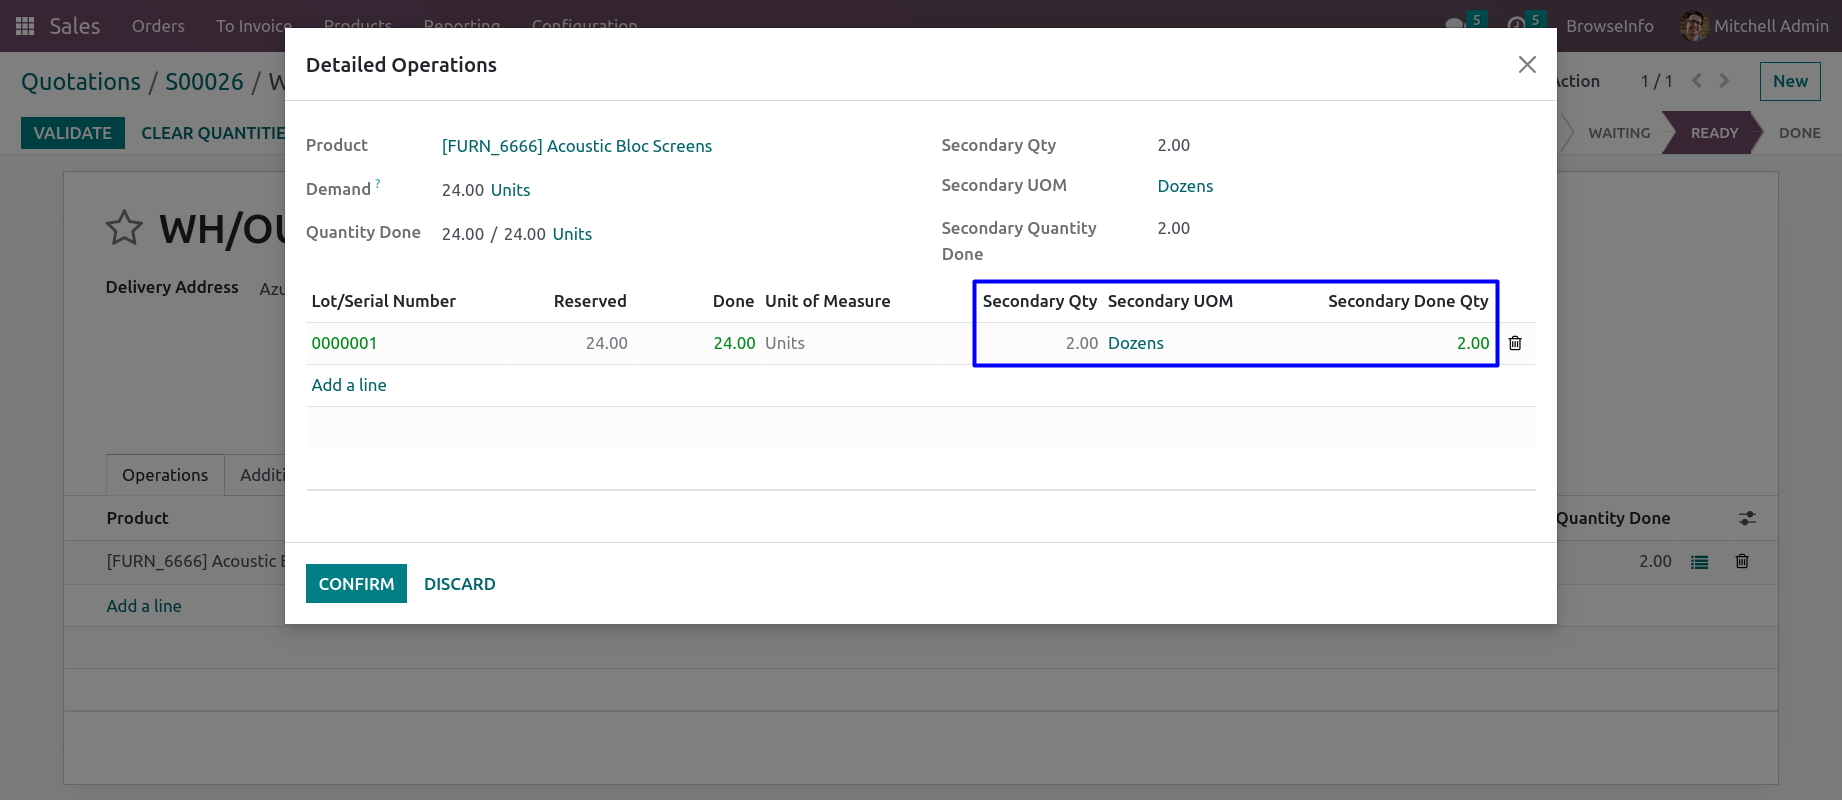 Sales Orders To Invoice Products Reporting Configuration 5 5 BrowseInfo Mitchell Admin
Quotations / S00026 / W Action 1 / 1 New
VALIDATE CLEAR QUANTITIE WAITING READY DONE
WH/OU
Delivery Address Azu
Operations Additi
Product Quantity Done
[FURN_6666] Acoustic B 2.00
Add a line
Detailed Operations
Product [FURN_6666] Acoustic Bloc Screens Secondary Qty 2.00
Demand ? 24.00 Units Secondary UOM Dozens
Quantity Done 24.00 / 24.00 Units Secondary Quantity 2.00
Done
Lot/Serial Number Reserved Done Unit of Measure Secondary Qty Secondary UOM Secondary Done Qty
0000001 24.00 24.00 Units 2.00 Dozens 2.00
Add a line
CONFIRM DISCARD